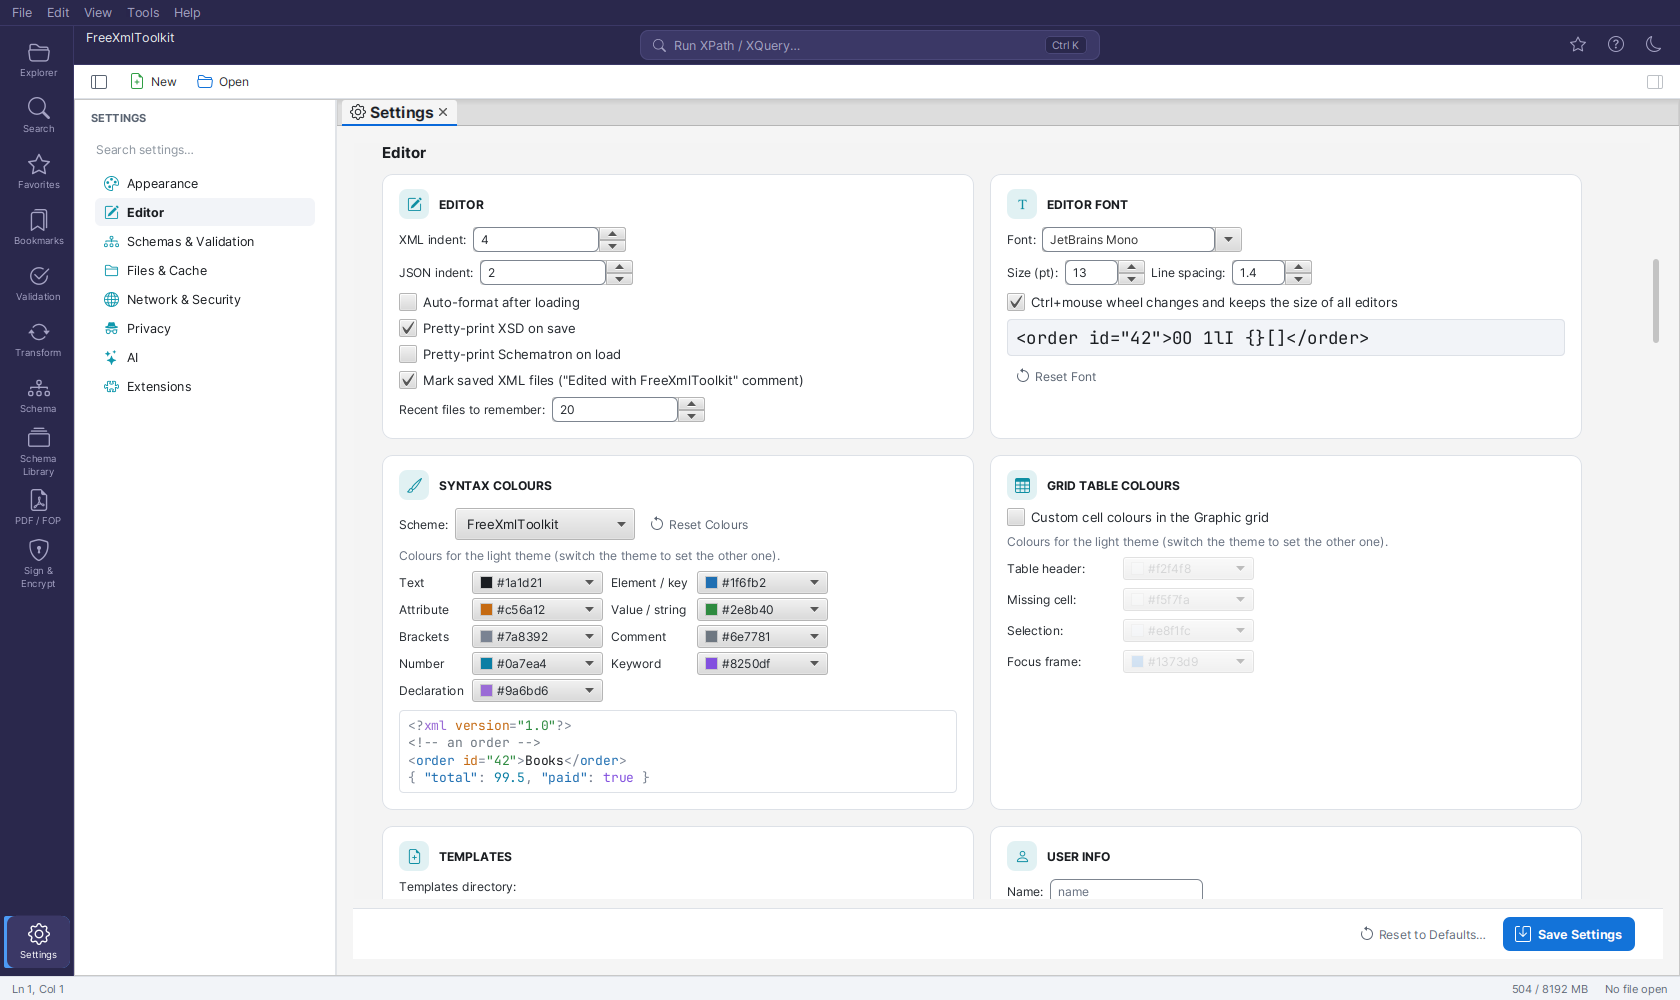 File Edit View Tools Help
FreeXmlToolkit
Run XPath / XQuery... Ctrl K
New Open
Explorer
Search
Favorites
Bookmarks
Validation
Transform
Schema
Schema
Library
PDF / FOP
Sign &
Encrypt
Settings
SETTINGS
Search settings...
Appearance
Editor
Schemas & Validation
Files & Cache
Network & Security
Privacy
AI
Extensions
Settings
Editor
EDITOR
XML indent: 4
JSON indent: 2
Auto-format after loading
Pretty-print XSD on save
Pretty-print Schematron on load
Mark saved XML files ("Edited with FreeXmlToolkit" comment)
Recent files to remember: 20
EDITOR FONT
Font: JetBrains Mono
Size (pt): 13 Line spacing: 1.4
Ctrl+mouse wheel changes and keeps the size of all editors
<order id="42">0O 1lI {}[]</order>
Reset Font
SYNTAX COLOURS
Scheme: FreeXmlToolkit Reset Colours
Colours for the light theme (switch the theme to set the other one).
Text #1a1d21 Element / key #1f6fb2
Attribute #c56a12 Value / string #2e8b40
Brackets #7a8392 Comment #6e7781
Number #0a7ea4 Keyword #8250df
Declaration #9a6bd6
<?xml version="1.0"?>
<!-- an order -->
<order id="42">Books</order>
{ "total": 99.5, "paid": true }
GRID TABLE COLOURS
Custom cell colours in the Graphic grid
Colours for the light theme (switch the theme to set the other one).
Table header: #f2f4f8
Missing cell: #f5f7fa
Selection: #e8f1fc
Focus frame: #1373d9
TEMPLATES
Templates directory:
USER INFO
Name: name
Reset to Defaults... Save Settings
Ln 1, Col 1 504 / 8192 MB No file open